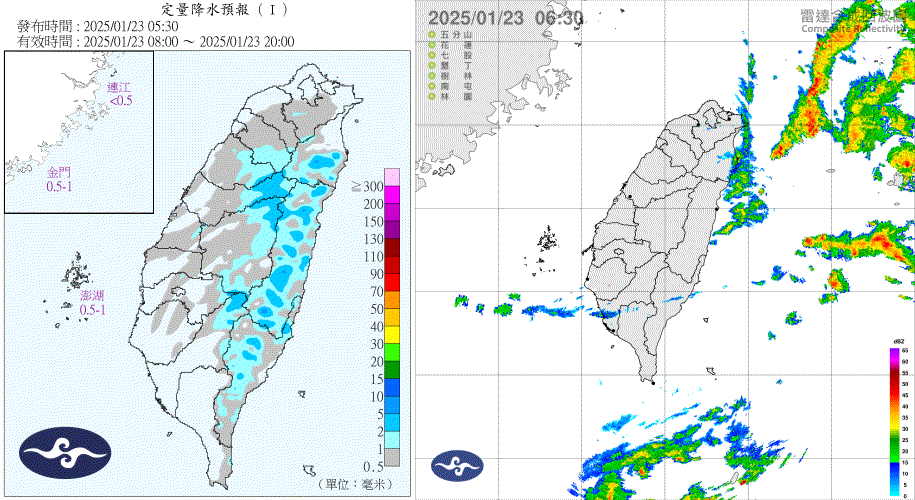 定量降水預報 ( I )
發布時間 : 2025/01/23 05:30
有效時間 : 2025/01/23 08:00 ～ 2025/01/23 20:00
連江
<0.5
金門
0.5-1
澎湖
0.5-1
≧
300
200
150
130
110
90
70
50
40
30
20
15
10
5
2
1
0.5
(單位：毫米)
2025/01/23 06:30
五分山
花蓮
七股
墾丁
樹林
南屯
林園
雷達合成回波圖
Composite Reflectivity
dBZ
65
60
55
50
45
40
35
30
25
20
15
10
5